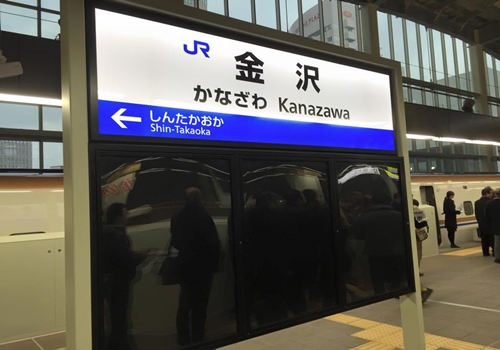 JR
金沢
かなざわ Kanazawa
← しんたかおか
Shin-Takaoka